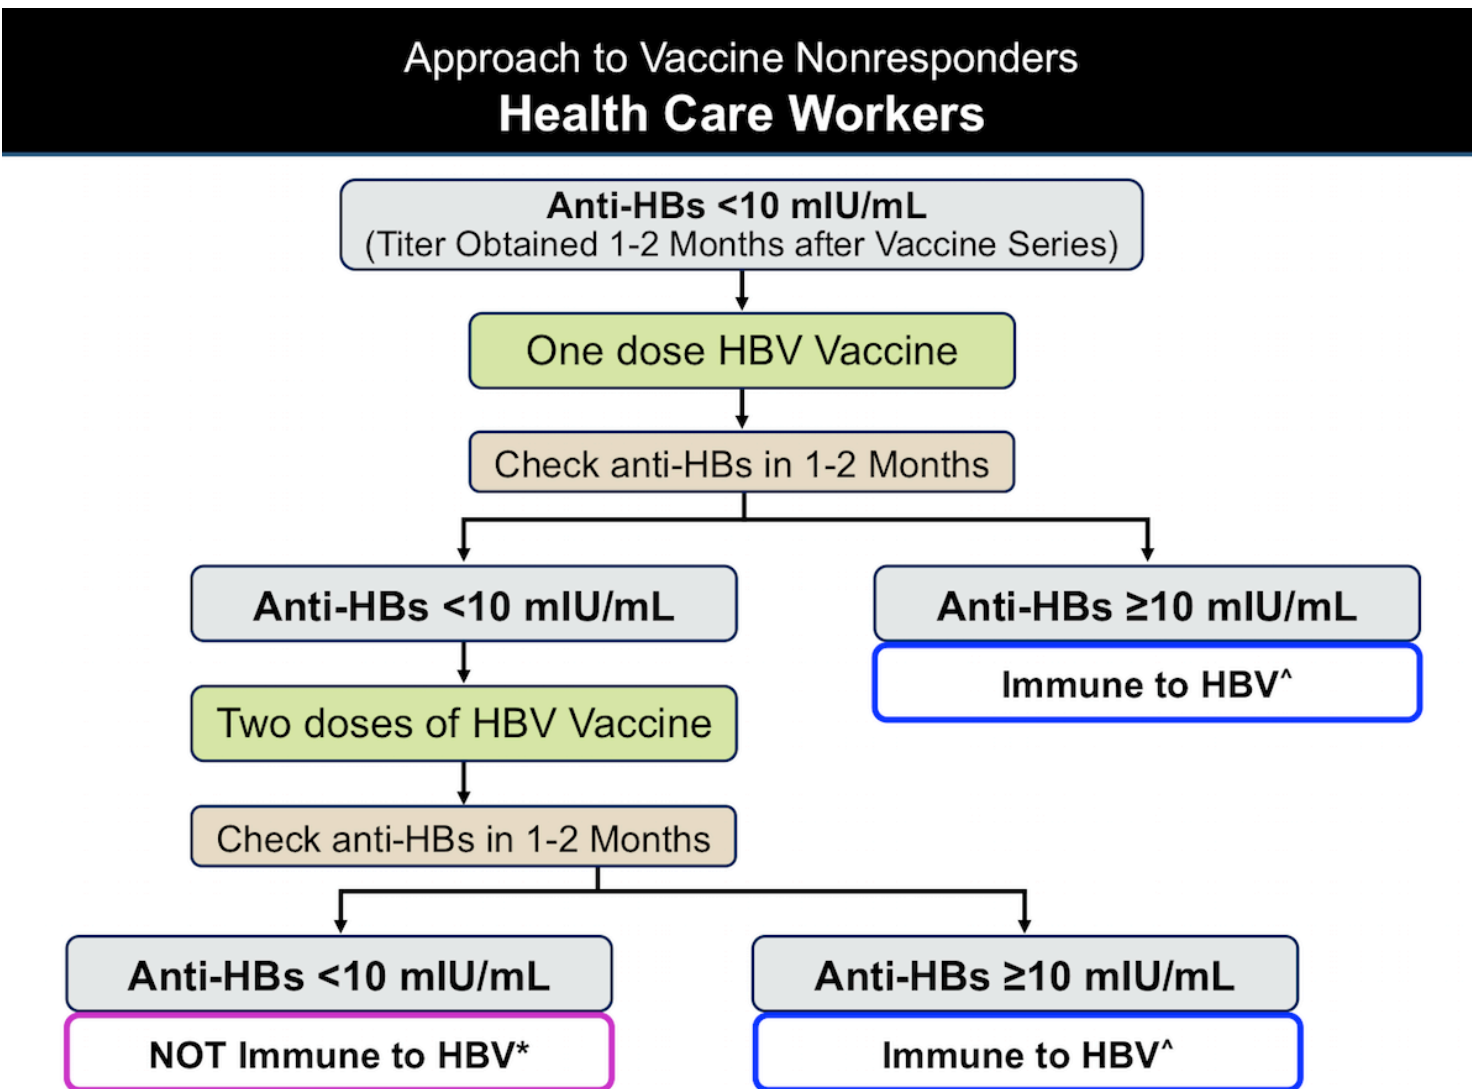 Approach to Vaccine Nonresponders
Health Care Workers
Anti-HBs <10 mIU/mL
(Titer Obtained 1-2 Months after Vaccine Series)
One dose HBV Vaccine
Check anti-HBs in 1-2 Months
Anti-HBs <10 mIU/mL
Anti-HBs ≥10 mIU/mL
Immune to HBV^
Two doses of HBV Vaccine
Check anti-HBs in 1-2 Months
Anti-HBs <10 mIU/mL
Anti-HBs ≥10 mIU/mL
NOT Immune to HBV*
Immune to HBV^